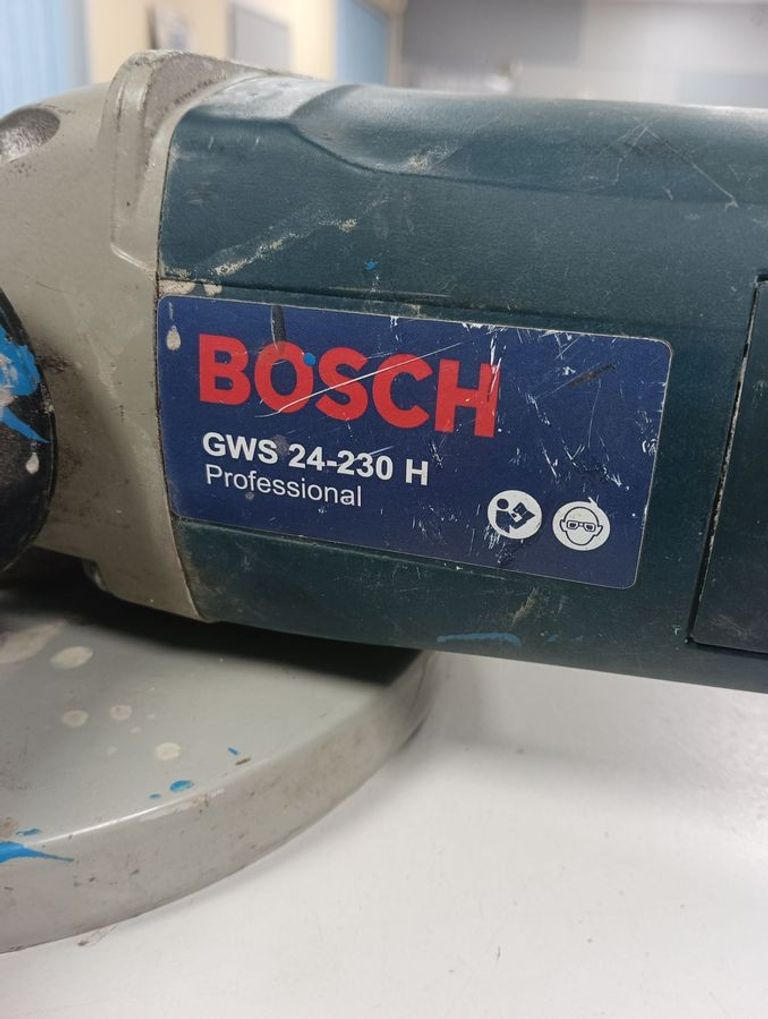 BOSCH
GWS 24-230 H
Professional